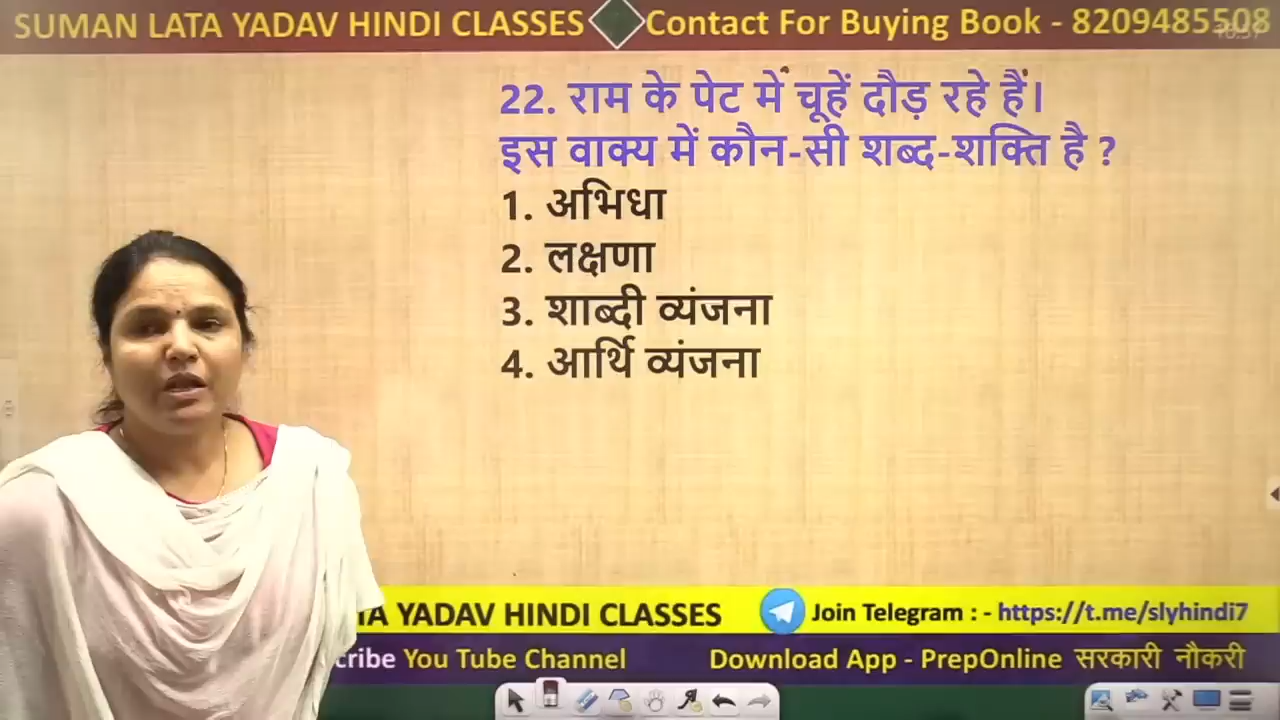 SUMAN LATA YADAV HINDI CLASSES Contact For Buying Book - 8209485508
22. राम के पेट में चूहें दौड़ रहे हैं।
इस वाक्य में कौन-सी शब्द-शक्ति है ?
1. अभिधा
2. लक्षणा
3. शाब्दी व्यंजना
4. आर्थि व्यंजना
YADAV HINDI CLASSES Join Telegram : - https://t.me/slyhindi7
You Tube Channel Download App - PrepOnline सरकारी नौकरी